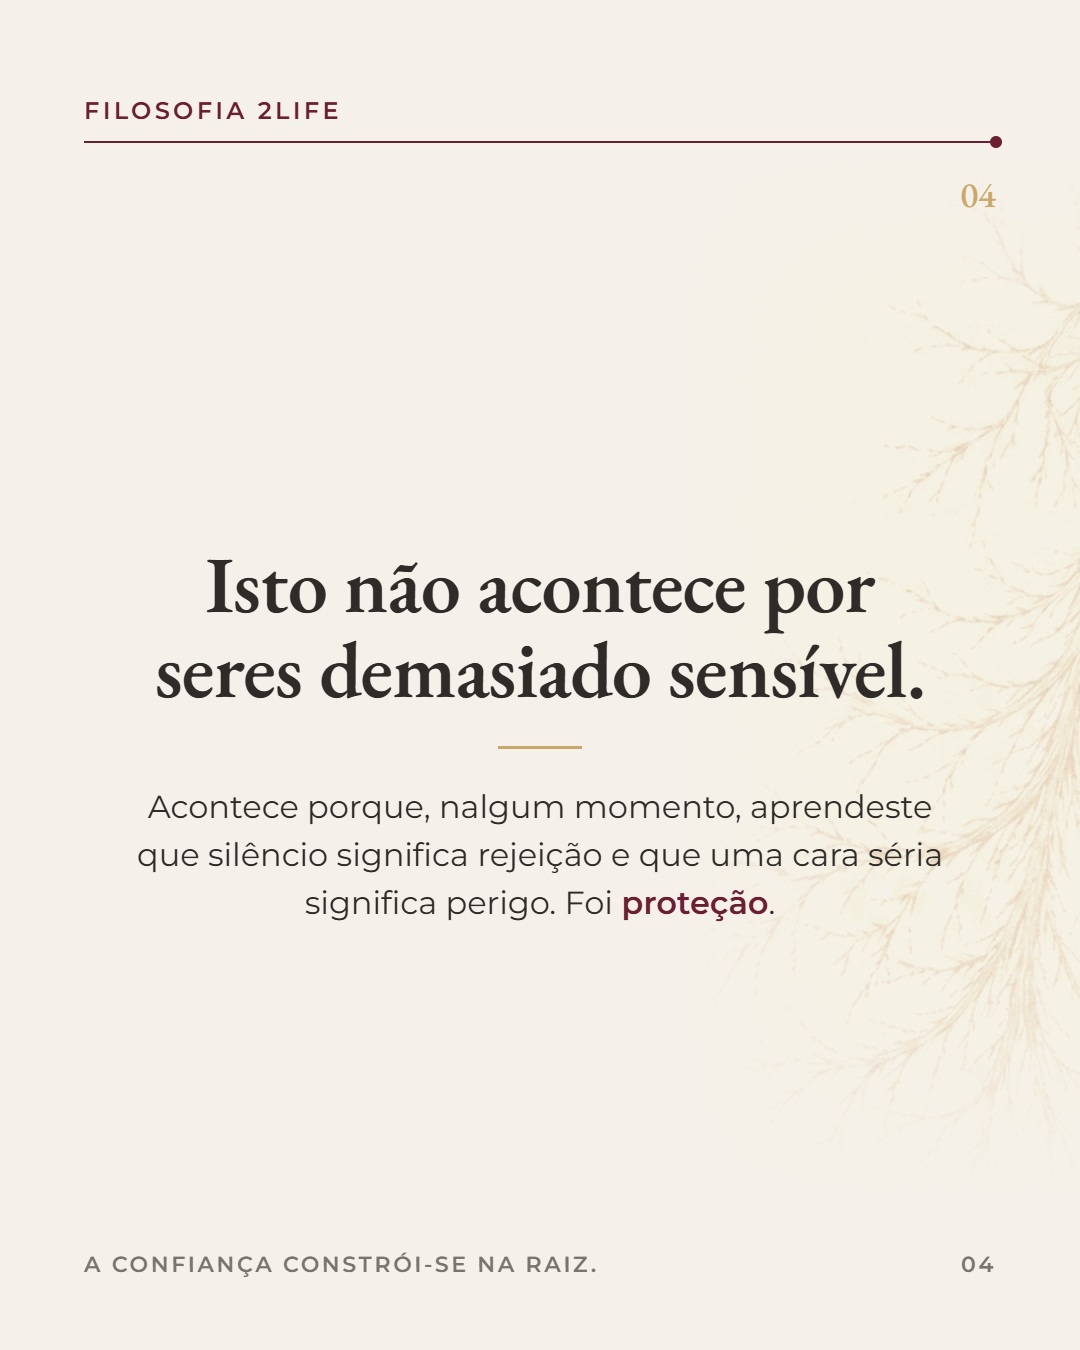 FILOSOFIA 2LIFE
04
Isto não acontece por
seres demasiado sensível.
Acontece porque, nalgum momento, aprendeste
que silêncio significa rejeição e que uma cara séria
significa perigo. Foi proteção.
A CONFIANÇA CONSTRÓI-SE NA RAIZ.
04